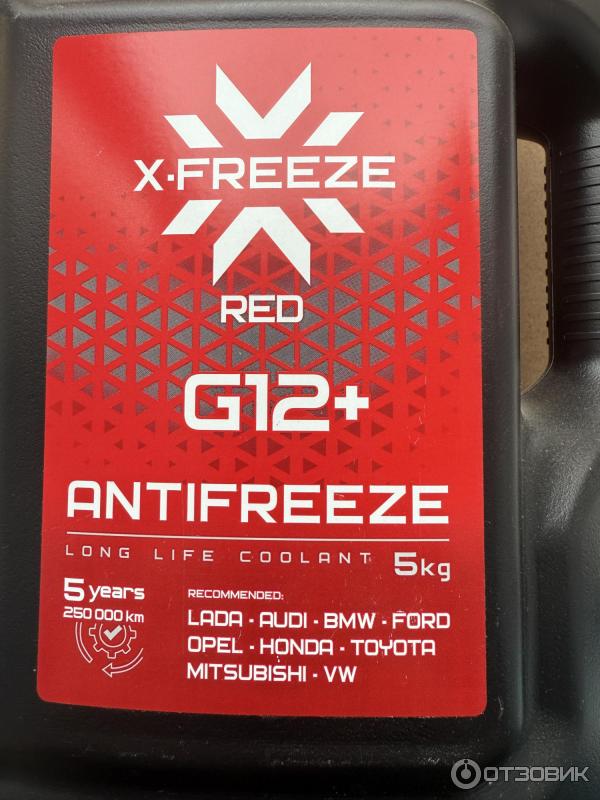 X·FREEZE
RED
G12+
ANTIFREEZE
LONG LIFE COOLANT 5kg
5 years
250 000 km
RECOMMENDED:
LADA · AUDI · BMW · FORD
OPEL · HONDA · TOYOTA
MITSUBISHI · VW
ОТЗОВИК